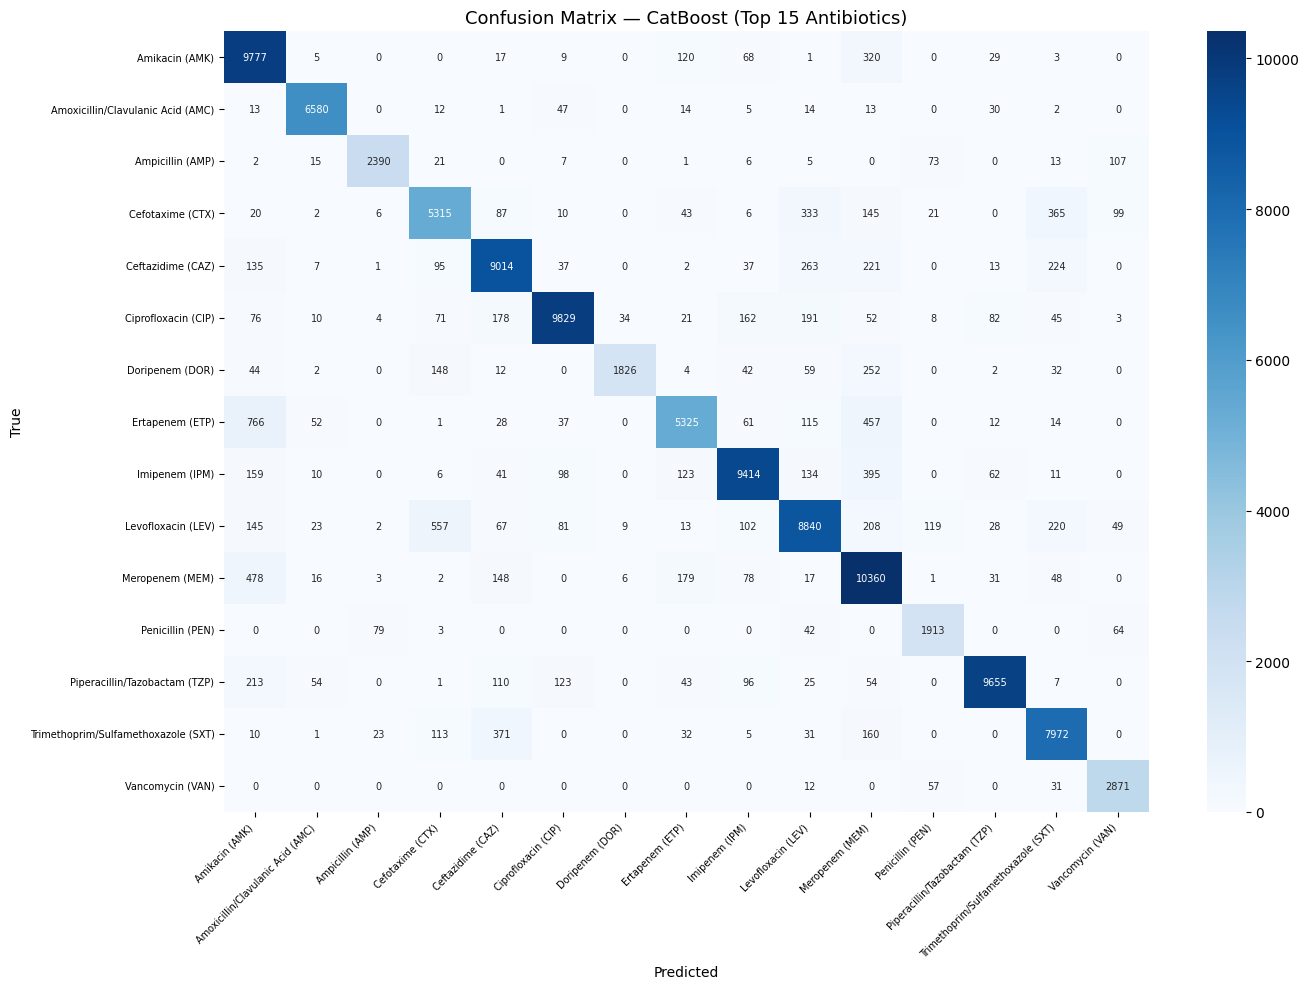 Confusion Matrix — CatBoost (Top 15 Antibiotics)
True
Amikacin (AMK) 9777 5 0 0 17 9 0 120 68 1 320 0 29 3 0
Amoxicillin/Clavulanic Acid (AMC) 13 6580 0 12 1 47 0 14 5 14 13 0 30 2 0
Ampicillin (AMP) 2 15 2390 21 0 7 0 1 6 5 0 73 0 13 107
Cefotaxime (CTX) 20 2 6 5315 87 10 0 43 6 333 145 21 0 365 99
Ceftazidime (CAZ) 135 7 1 95 9014 37 0 2 37 263 221 0 13 224 0
Ciprofloxacin (CIP) 76 10 4 71 178 9829 34 21 162 191 52 8 82 45 3
Doripenem (DOR) 44 2 0 148 12 0 1826 4 42 59 252 0 2 32 0
Ertapenem (ETP) 766 52 0 1 28 37 0 5325 61 115 457 0 12 14 0
Imipenem (IPM) 159 10 0 6 41 98 0 123 9414 134 395 0 62 11 0
Levofloxacin (LEV) 145 23 2 557 67 81 9 13 102 8840 208 119 28 220 49
Meropenem (MEM) 478 16 3 2 148 0 6 179 78 17 10360 1 31 48 0
Penicillin (PEN) 0 0 79 3 0 0 0 0 0 42 0 1913 0 0 64
Piperacillin/Tazobactam (TZP) 213 54 0 1 110 123 0 43 96 25 54 0 9655 7 0
Trimethoprim/Sulfamethoxazole (SXT) 10 1 23 113 371 0 0 32 5 31 160 0 0 7972 0
Vancomycin (VAN) 0 0 0 0 0 0 0 0 0 12 0 57 0 31 2871
Amikacin (AMK)
Amoxicillin/Clavulanic Acid (AMC)
Ampicillin (AMP)
Cefotaxime (CTX)
Ceftazidime (CAZ)
Ciprofloxacin (CIP)
Doripenem (DOR)
Ertapenem (ETP)
Imipenem (IPM)
Levofloxacin (LEV)
Meropenem (MEM)
Penicillin (PEN)
Piperacillin/Tazobactam (TZP)
Trimethoprim/Sulfamethoxazole (SXT)
Vancomycin (VAN)
Predicted
10000
8000
6000
4000
2000
0